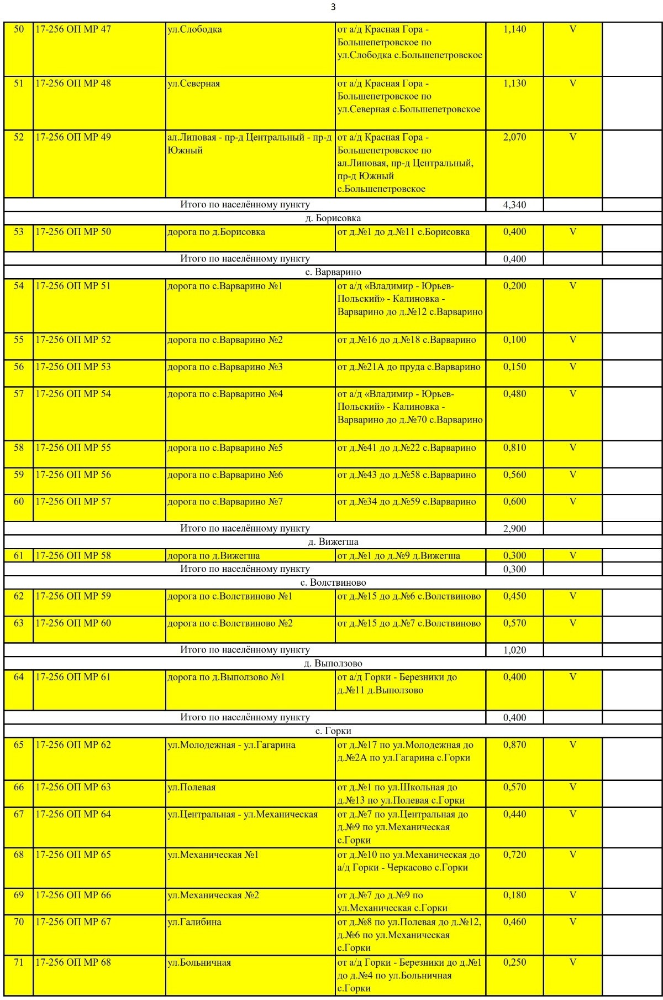 3
50 17-256 ОП МР 47 ул.Слободка от а/д Красная Гора - 1,140 V
Большепетровское по
ул.Слободка с.Большепетровское
51 17-256 ОП МР 48 ул.Северная от а/д Красная Гора - 1,130 V
Большепетровское по
ул.Северная с.Большепетровское
52 17-256 ОП МР 49 ал.Липовая - пр-д Центральный - пр-д от а/д Красная Гора - 2,070 V
Южный Большепетровское по
ал.Липовая, пр-д Центральный,
пр-д Южный
с.Большепетровское
Итого по населённому пункту 4,340
д. Борисовка
53 17-256 ОП МР 50 дорога по д.Борисовка от д.№1 до д.№11 с.Борисовка 0,400 V
Итого по населённому пункту 0,400
с. Варварино
54 17-256 ОП МР 51 дорога по с.Варварино №1 от а/д «Владимир - Юрьев- 0,200 V
Польский» - Калиновка -
Варварино до д.№12 с.Варварино
55 17-256 ОП МР 52 дорога по с.Варварино №2 от д.№16 до д.№18 с.Варварино 0,100 V
56 17-256 ОП МР 53 дорога по с.Варварино №3 от д.№21А до пруда с.Варварино 0,150 V
57 17-256 ОП МР 54 дорога по с.Варварино №4 от а/д «Владимир - Юрьев- 0,480 V
Польский» - Калиновка -
Варварино до д.№70 с.Варварино
58 17-256 ОП МР 55 дорога по с.Варварино №5 от д.№41 до д.№22 с.Варварино 0,810 V
59 17-256 ОП МР 56 дорога по с.Варварино №6 от д.№43 до д.№58 с.Варварино 0,560 V
60 17-256 ОП МР 57 дорога по с.Варварино №7 от д.№34 до д.№59 с.Варварино 0,600 V
Итого по населённому пункту 2,900
д. Вижегша
61 17-256 ОП МР 58 дорога по д.Вижегша от д.№1 до д.№9 д.Вижегша 0,300 V
Итого по населённому пункту 0,300
с. Волствиново
62 17-256 ОП МР 59 дорога по с.Волствиново №1 от д.№15 до д.№6 с.Волствиново 0,450 V
63 17-256 ОП МР 60 дорога по с.Волствиново №2 от д.№15 до д.№7 с.Волствиново 0,570 V
Итого по населённому пункту 1,020
д. Выползово
64 17-256 ОП МР 61 дорога по д.Выползово №1 от а/д Горки - Березники до 0,400 V
д.№11 д.Выползово
Итого по населённому пункту 0,400
с. Горки
65 17-256 ОП МР 62 ул.Молодежная - ул.Гагарина от д.№17 по ул.Молодежная до 0,870 V
д.№2А по ул.Гагарина с.Горки
66 17-256 ОП МР 63 ул.Полевая от д.№1 по ул.Школьная до 0,570 V
д.№13 по ул.Полевая с.Горки
67 17-256 ОП МР 64 ул.Центральная - ул.Механическая от д.№7 по ул.Центральная до 0,440 V
д.№9 по ул.Механическая
с.Горки
68 17-256 ОП МР 65 ул.Механическая №1 от д.№10 по ул.Механическая до 0,720 V
а/д Горки - Черкасово с.Горки
69 17-256 ОП МР 66 ул.Механическая №2 от д.№7 до д.№9 по 0,180 V
ул.Механическая с.Горки
70 17-256 ОП МР 67 ул.Галибина от д.№8 по ул.Полевая до д.№12, 0,460 V
д.№6 по ул.Механическая
с.Горки
71 17-256 ОП МР 68 ул.Больничная от а/д Горки - Березники до д.№1 0,250 V
до д.№4 по ул.Больничная
с.Горки